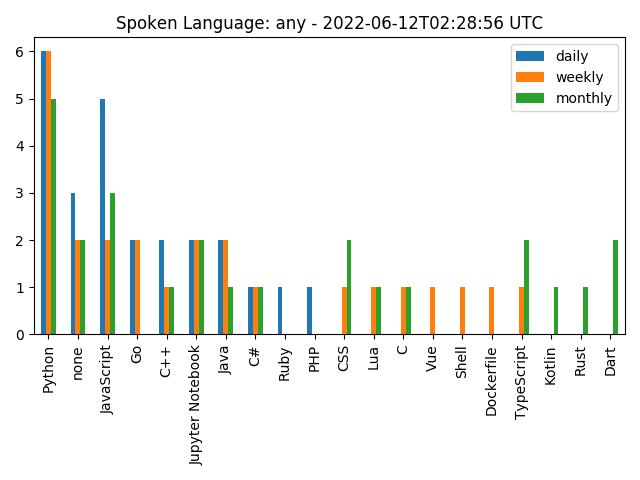 Spoken Language: any - 2022-06-12T02:28:56 UTC
daily
weekly
monthly
6
5
4
3
2
1
0
Python
none
JavaScript
Go
C++
Jupyter Notebook
Java
C#
Ruby
PHP
CSS
Lua
C
Vue
Shell
Dockerfile
TypeScript
Kotlin
Rust
Dart